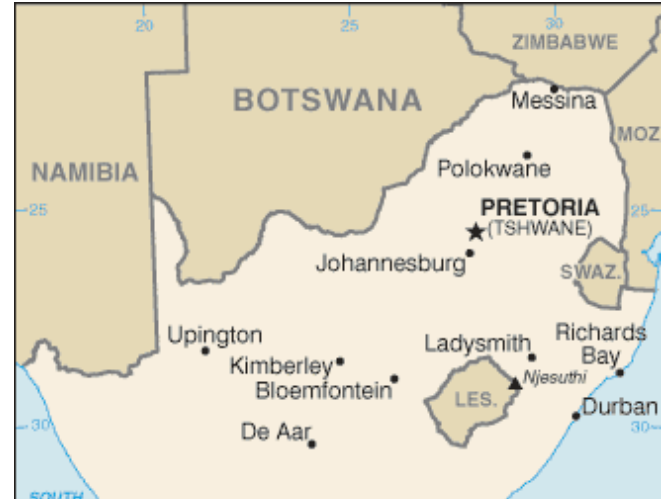 20
25
30
ZIMBABWE
BOTSWANA
Messina
MOZ.
NAMIBIA
Polokwane
25
PRETORIA
25
(TSHWANE)
Johannesburg
SWAZ.
Upington
Ladysmith
Richards
Bay
Kimberley
Bloemfontein
Njesuthi
LES.
Durban
De Aar
30
30
SOUTH